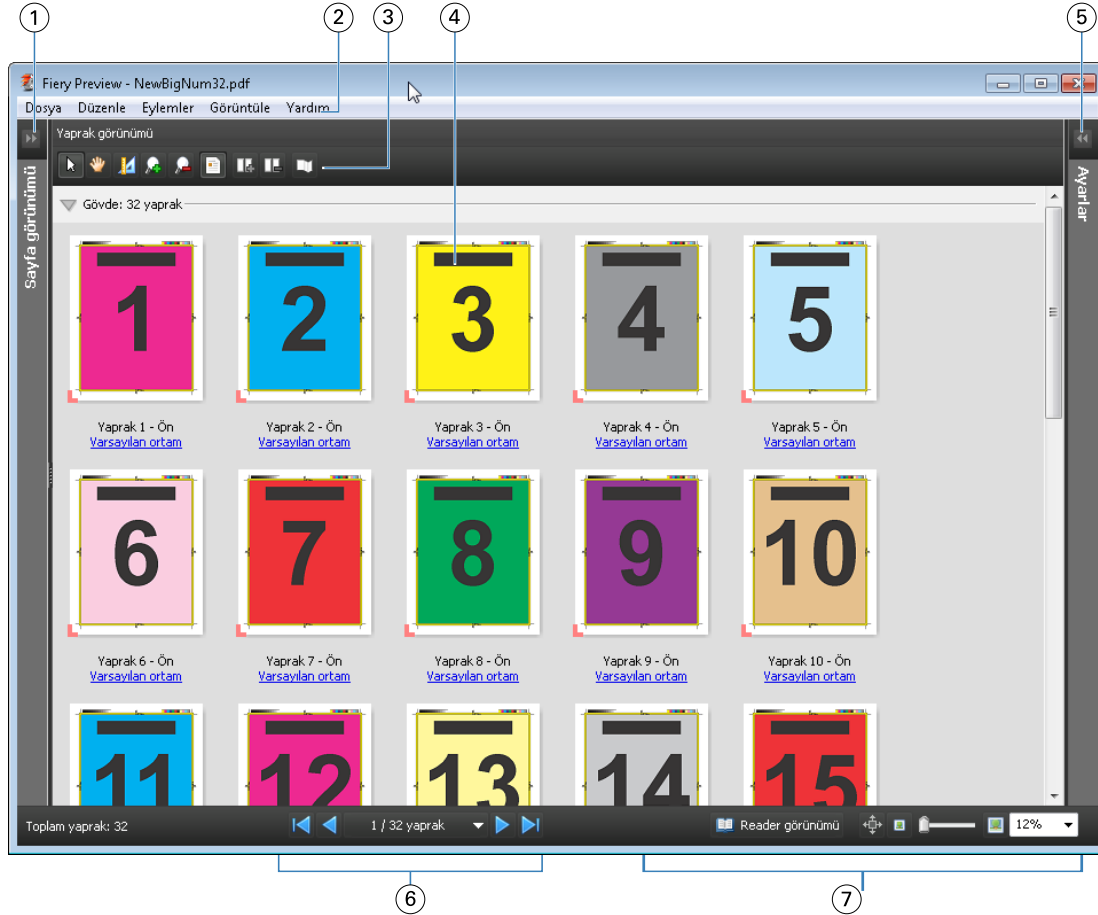 1 2 3 4 5
Fiery Preview - NewBigNum32.pdf
Dosya Düzenle Eylemler Görüntüle Yardım
Yaprak görünümü
Sayfa görünümü
Ayarlar
Gövde: 32 yaprak
1 2 3 4 5
Yaprak 1 - Ön Yaprak 2 - Ön Yaprak 3 - Ön Yaprak 4 - Ön Yaprak 5 - Ön
Varsayılan ortam Varsayılan ortam Varsayılan ortam Varsayılan ortam Varsayılan ortam
6 7 8 9 10
Yaprak 6 - Ön Yaprak 7 - Ön Yaprak 8 - Ön Yaprak 9 - Ön Yaprak 10 - Ön
Varsayılan ortam Varsayılan ortam Varsayılan ortam Varsayılan ortam Varsayılan ortam
11 12 13 14 15
Toplam yaprak: 32 1 / 32 yaprak Reader görünümü 12%
6 7